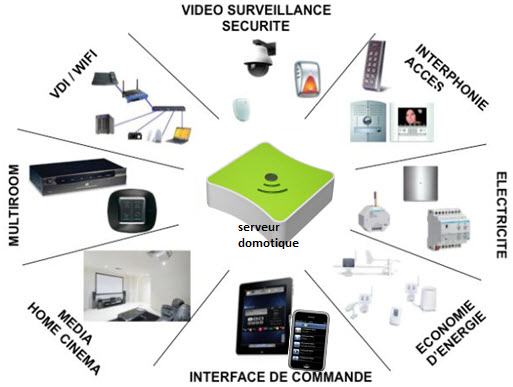 VIDEO SURVEILLANCE
SECURITE
VDI / WIFI
INTERPHONIE
ACCES
MULTIROOM
ELECTRICITE
serveur
domotique
MEDIA
HOME CINEMA
ECONOMIE
D'ENERGIE
INTERFACE DE COMMANDE